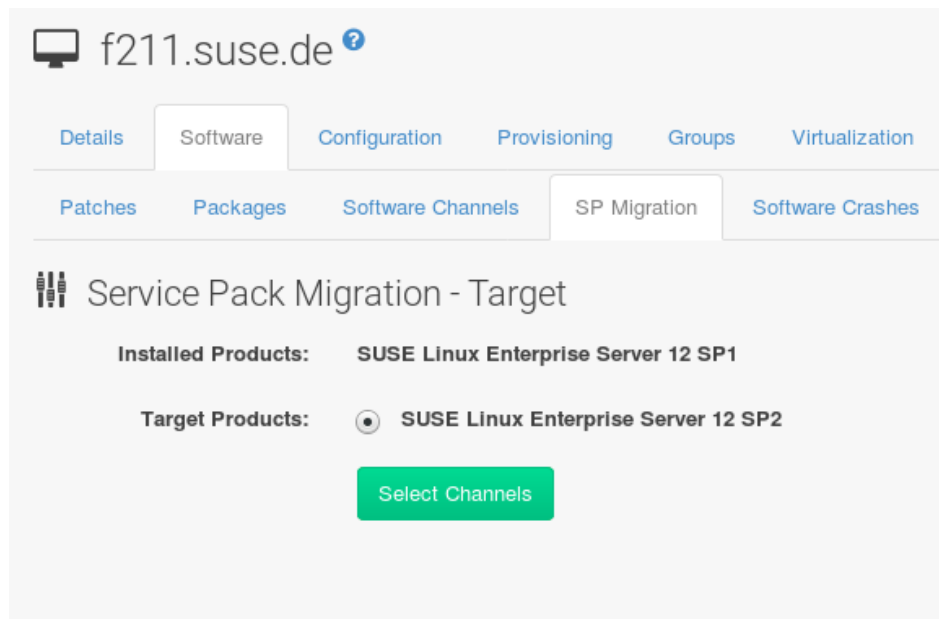 f211.suse.de ?
Details Software Configuration Provisioning Groups Virtualization
Patches Packages Software Channels SP Migration Software Crashes
Service Pack Migration - Target
Installed Products: SUSE Linux Enterprise Server 12 SP1
Target Products: SUSE Linux Enterprise Server 12 SP2
Select Channels